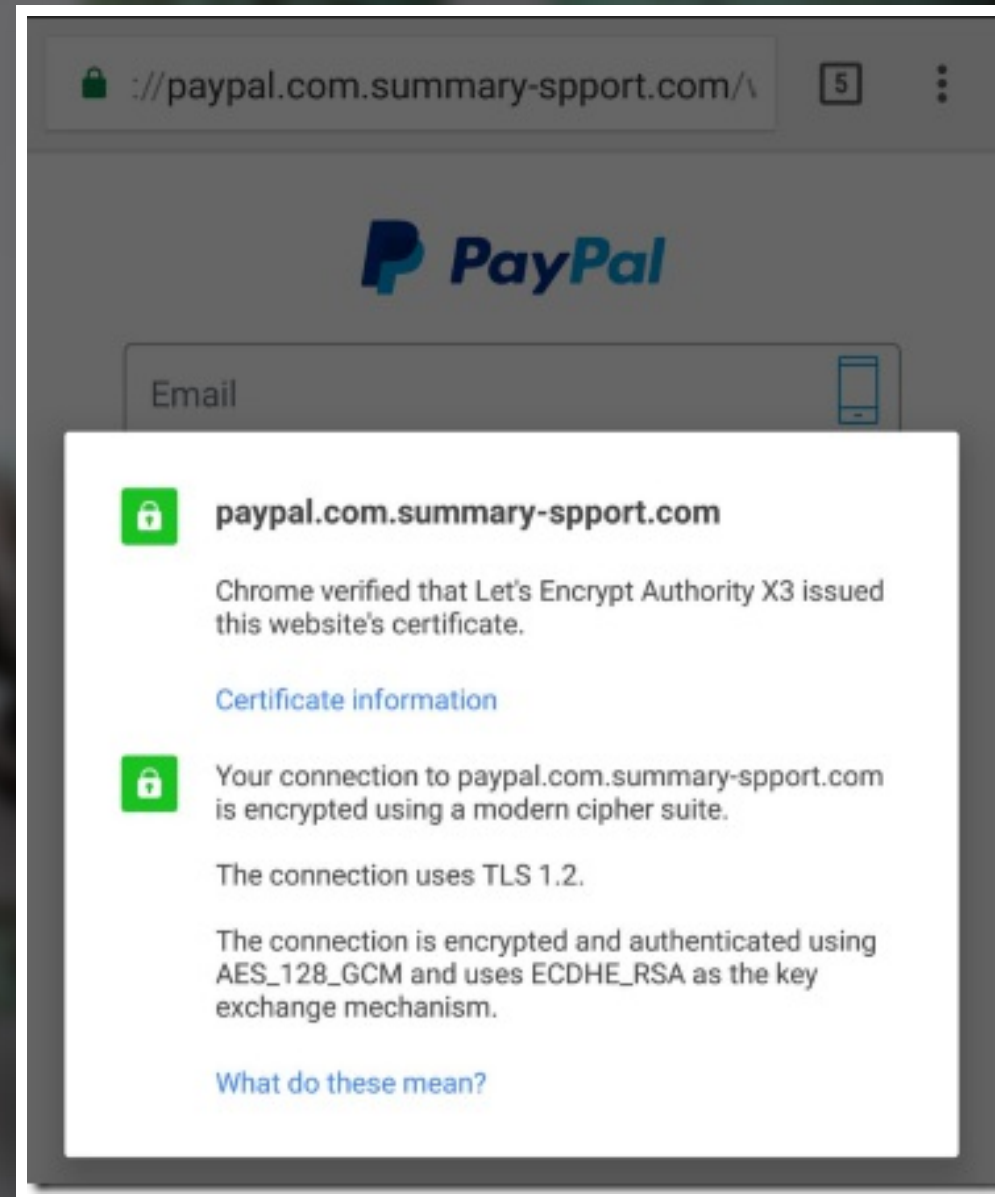 ://paypal.com.summary-spport.com/\
5
PayPal
Email
paypal.com.summary-spport.com
Chrome verified that Let's Encrypt Authority X3 issued
this website's certificate.
Certificate information
Your connection to paypal.com.summary-spport.com
is encrypted using a modern cipher suite.
The connection uses TLS 1.2.
The connection is encrypted and authenticated using
AES_128_GCM and uses ECDHE_RSA as the key
exchange mechanism.
What do these mean?